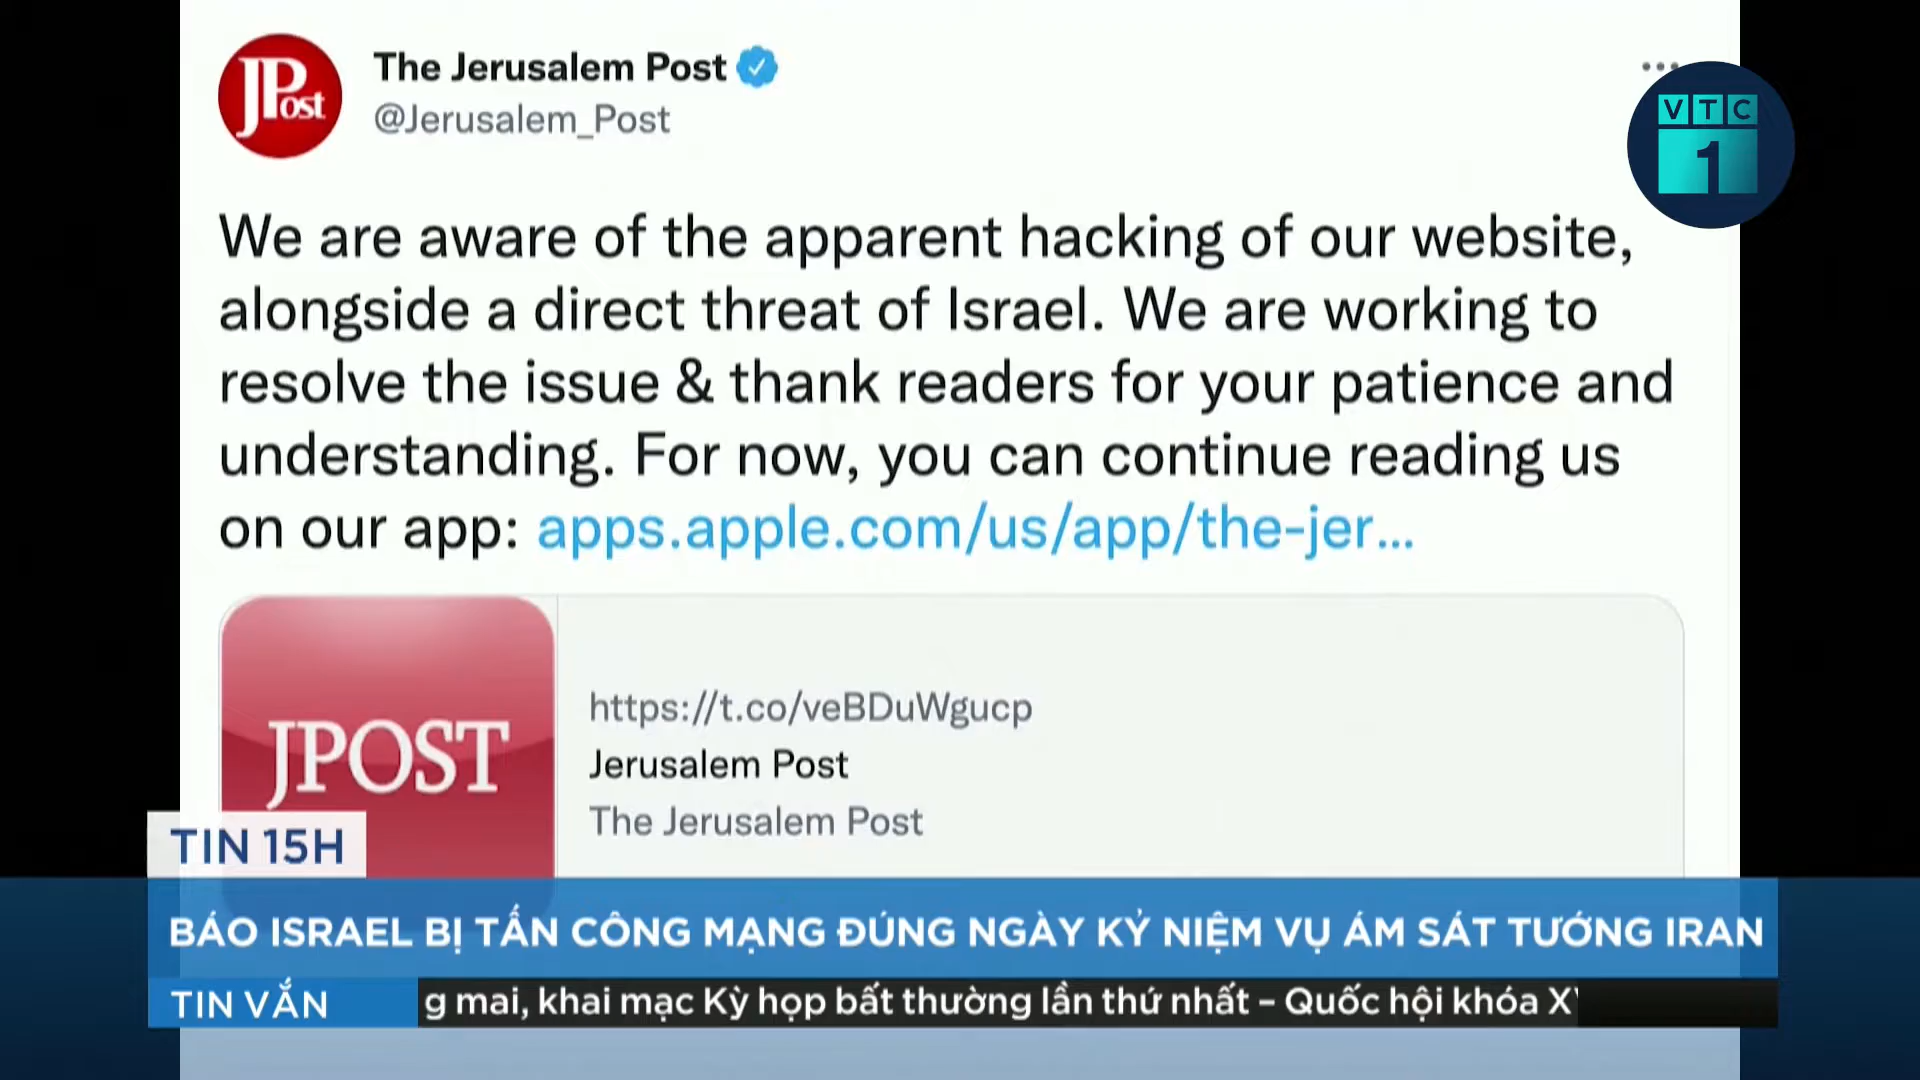 JPost
The Jerusalem Post
@Jerusalem_Post
VTC
1
We are aware of the apparent hacking of our website,
alongside a direct threat of Israel. We are working to
resolve the issue & thank readers for your patience and
understanding. For now, you can continue reading us
on our app: apps.apple.com/us/app/the-jer...
JPOST
https://t.co/veBDuWgucp
Jerusalem Post
The Jerusalem Post
TIN 15H
BÁO ISRAEL BỊ TẤN CÔNG MẠNG ĐÚNG NGÀY KỶ NIỆM VỤ ÁM SÁT TƯỚNG IRAN
TIN VẮN
g mai, khai mạc Kỳ họp bất thường lần thứ nhất – Quốc hội khóa X